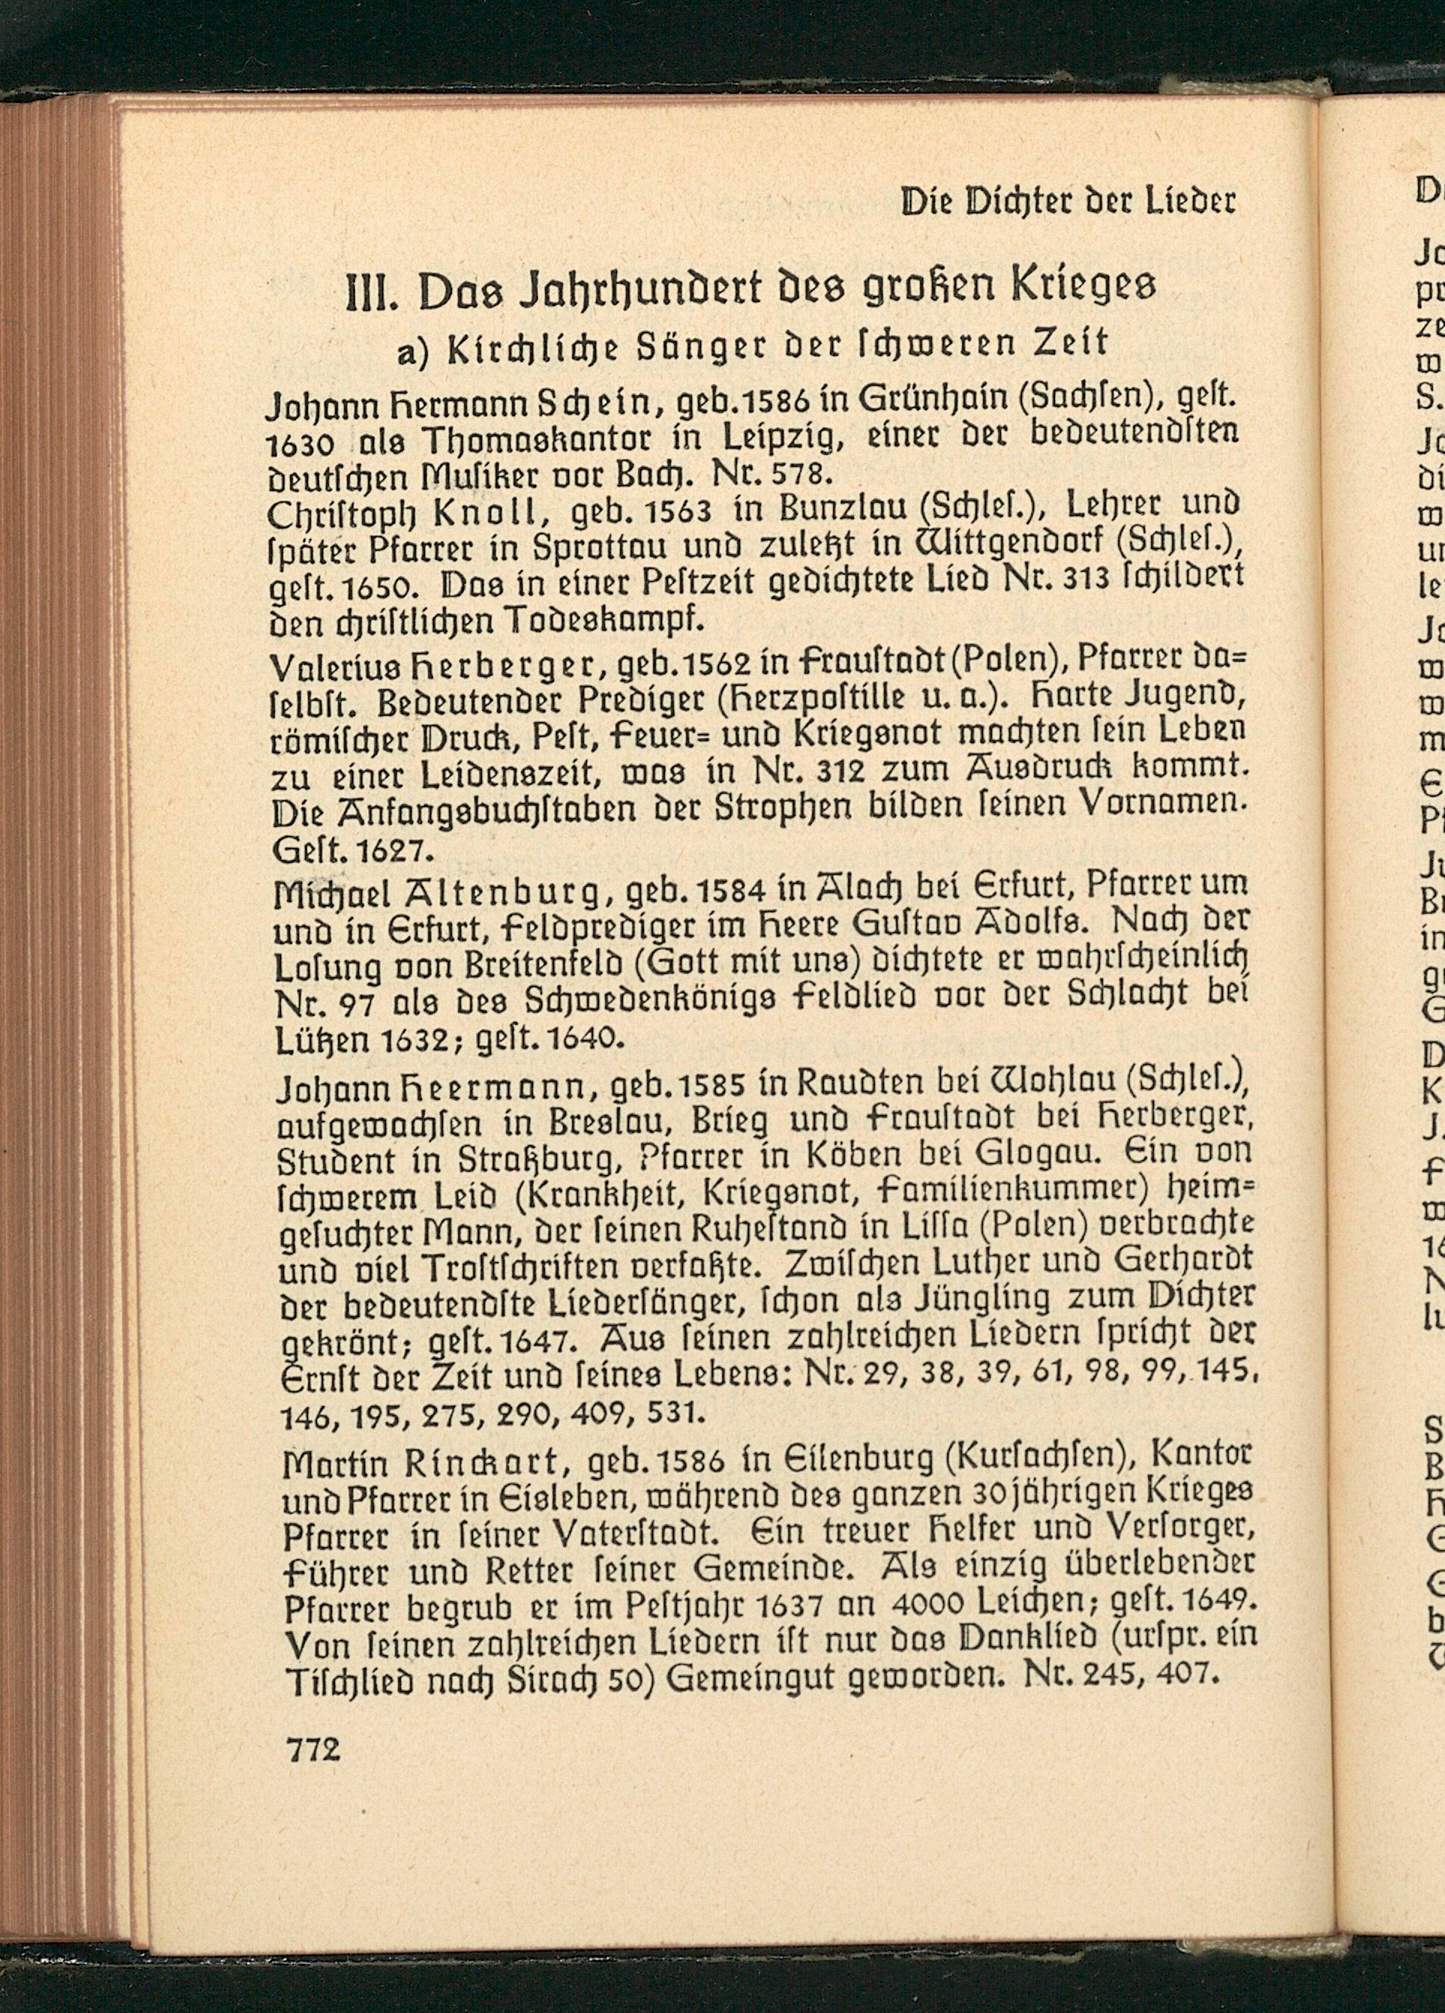 Die Dichter der Lieder
III. Das Jahrhundert des großen Krieges
a) Kirchliche Sänger der schweren Zeit
Johann Hermann Schein, geb. 1586 in Grünhain (Sachsen), gest.
1630 als Thomaskantor in Leipzig, einer der bedeutendsten
deutschen Musiker vor Bach. Nr. 578.
Christoph Knoll, geb. 1563 in Bunzlau (Schles.), Lehrer und
später Pfarrer in Sprottau und zuletzt in Wittgendorf (Schles.),
gest. 1650. Das in einer Pestzeit gedichtete Lied Nr. 313 schildert
den christlichen Todeskampf.
Valerius Herberger, geb. 1562 in Fraustadt (Polen), Pfarrer da-
selbst. Bedeutender Prediger (Herzpostille u. a.). Harte Jugend,
römischer Druck, Pest, Feuer- und Kriegsnot machten sein Leben
zu einer Leidenszeit, was in Nr. 312 zum Ausdruck kommt.
Die Anfangsbuchstaben der Strophen bilden seinen Vornamen.
Gest. 1627.
Michael Altenburg, geb. 1584 in Alach bei Erfurt, Pfarrer um
und in Erfurt, Feldprediger im Heere Gustav Adolfs. Nach der
Losung von Breitenfeld (Gott mit uns) dichtete er wahrscheinlich
Nr. 97 als des Schwedenkönigs Feldlied vor der Schlacht bei
Lützen 1632; gest. 1640.
Johann Heermann, geb. 1585 in Raudten bei Wohlau (Schles.),
aufgewachsen in Breslau, Brieg und Fraustadt bei Herberger,
Student in Straßburg, Pfarrer in Köben bei Glogau. Ein von
schwerem Leid (Krankheit, Kriegsnot, Familienkummer) heim-
gesuchter Mann, der seinen Ruhestand in Lissa (Polen) verbrachte
und viel Trostschriften verfaßte. Zwischen Luther und Gerhardt
der bedeutendste Liedersänger, schon als Jüngling zum Dichter
gekrönt; gest. 1647. Aus seinen zahlreichen Liedern spricht der
Ernst der Zeit und seines Lebens: Nr. 29, 38, 39, 61, 98, 99, 145,
146, 195, 275, 290, 409, 531.
Martin Rinckart, geb. 1586 in Eilenburg (Kursachsen), Kantor
und Pfarrer in Eisleben, während des ganzen 30jährigen Krieges
Pfarrer in seiner Vaterstadt. Ein treuer Helfer und Versorger,
Führer und Retter seiner Gemeinde. Als einzig überlebender
Pfarrer begrub er im Pestjahr 1637 an 4000 Leichen; gest. 1649.
Von seinen zahlreichen Liedern ist nur das Danklied (urspr. ein
Tischlied nach Sirach 50) Gemeingut geworden. Nr. 245, 407.
772